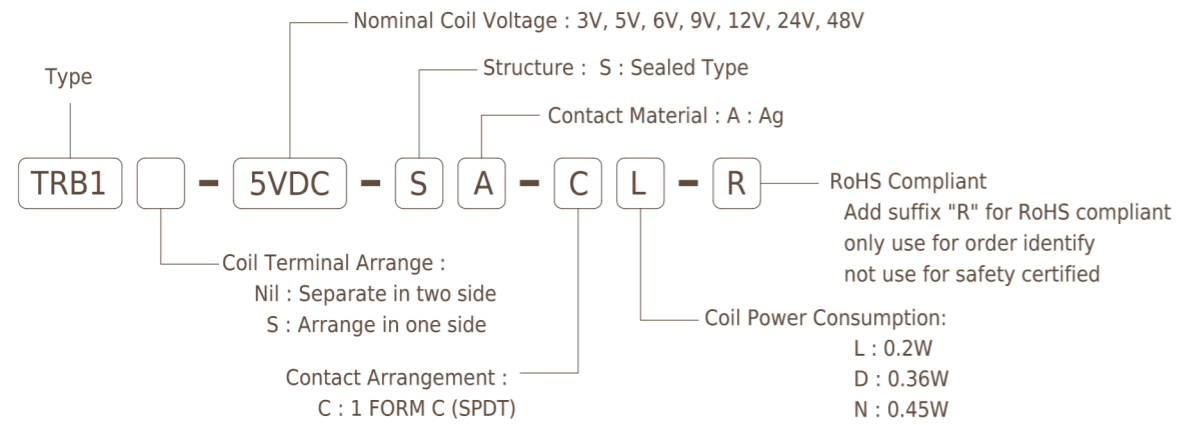 Nominal Coil Voltage : 3V, 5V, 6V, 9V, 12V, 24V, 48V
Structure : S : Sealed Type
Type
Contact Material : A : Ag
TRB1 - 5VDC - S A - C L - R
RoHS Compliant
Add suffix "R" for RoHS compliant
only use for order identify
not use for safety certified
Coil Terminal Arrange :
Nil : Separate in two side
S : Arrange in one side
Coil Power Consumption:
L : 0.2W
D : 0.36W
N : 0.45W
Contact Arrangement :
C : 1 FORM C (SPDT)